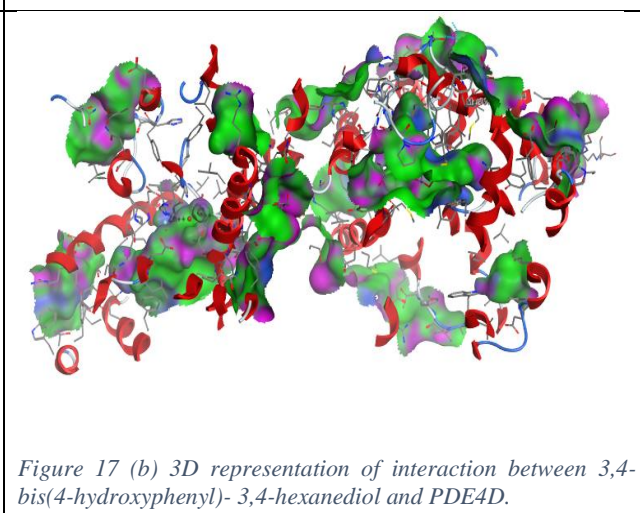 Figure 17 (b) 3D representation of interaction between 3,4-
bis(4-hydroxyphenyl)- 3,4-hexanediol and PDE4D.